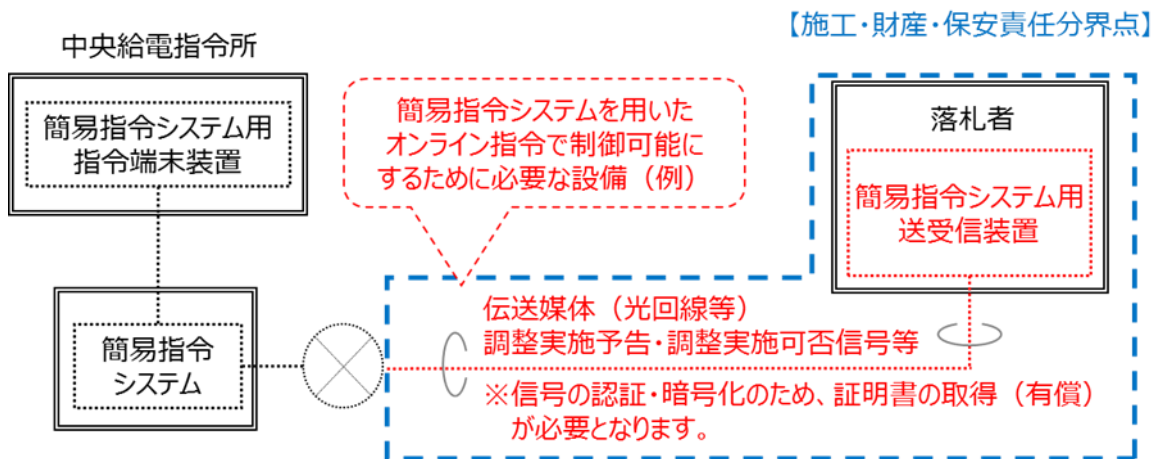 【施工・財産・保安責任分界点】
中央給電指令所
簡易指令システム用
指令端末装置
簡易指令システムを用いた
オンライン指令で制御可能に
するために必要な設備（例）
落札者
簡易指令システム用
送受信装置
簡易指令
システム
伝送媒体（光回線等）
調整実施予告・調整実施可否信号等
※信号の認証・暗号化のため、証明書の取得（有償）
が必要となります。